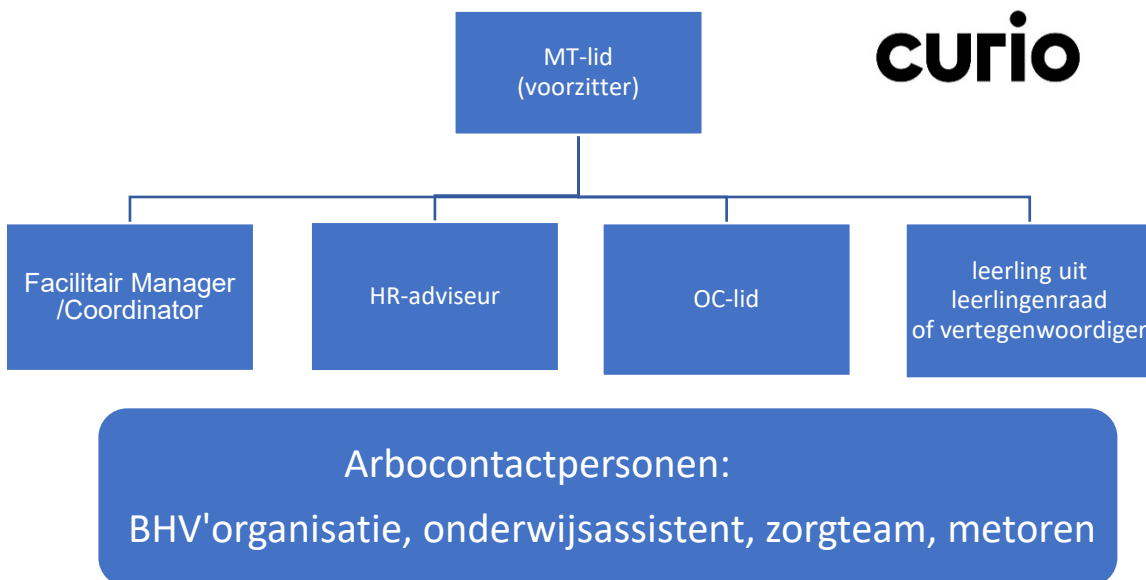 curio
MT-lid
(voorzitter)
Facilitair Manager
/Coordinator
HR-adviseur
OC-lid
leerling uit
leerlingenraad
of vertegenwoordiger
Arbocontactpersonen:
BHV'organisatie, onderwijsassistent, zorgteam, metoren